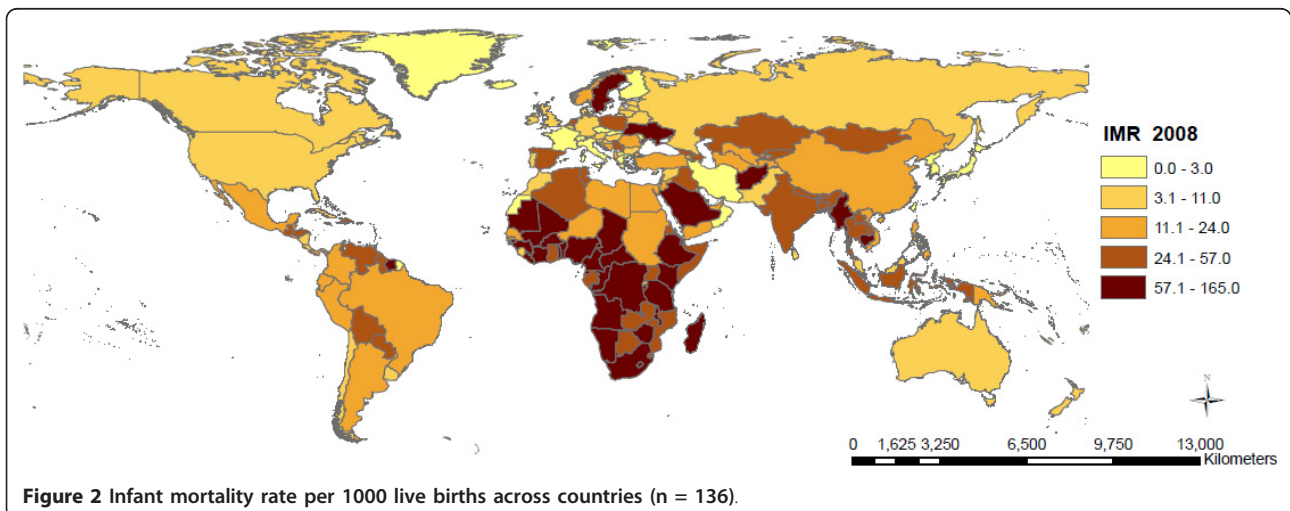 IMR 2008
0.0 - 3.0
3.1 - 11.0
11.1 - 24.0
24.1 - 57.0
57.1 - 165.0
N
0 1,625 3,250 6,500 9,750 13,000
Kilometers
Figure 2 Infant mortality rate per 1000 live births across countries (n = 136).